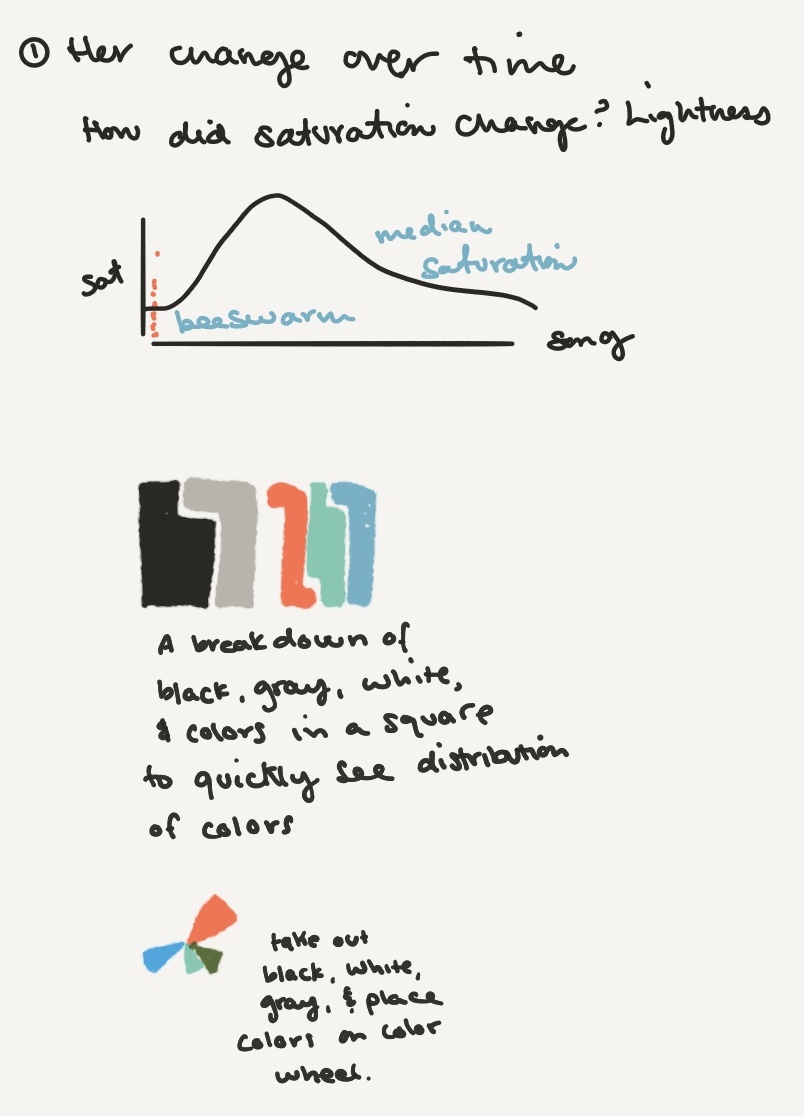 ① Her change over time
How did saturation change? Lightness
median
saturation
sat
beeswarm
song
A breakdown of
black, gray, white,
& colors in a square
to quickly see distribution
of colors
take out
black, white,
gray, & place
colors on color
wheel.